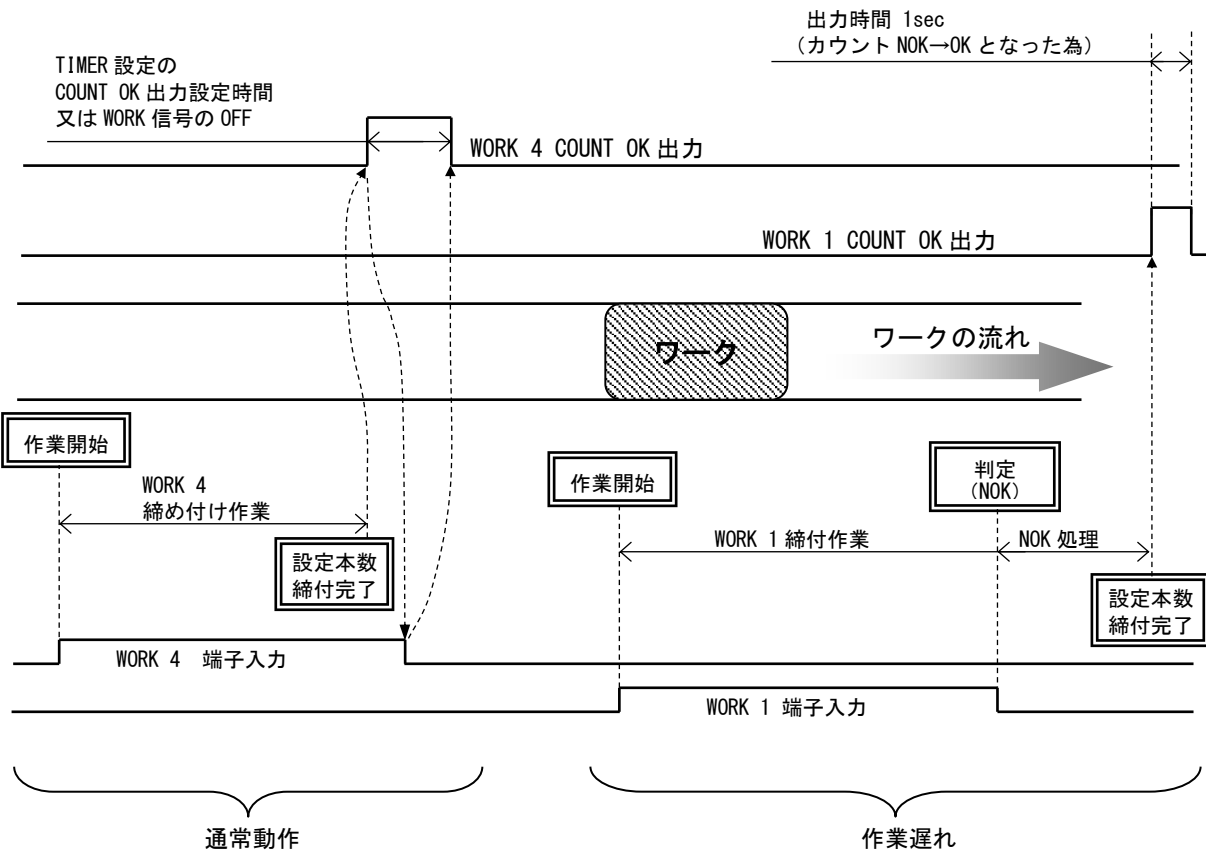 出力時間 1sec
（カウント NOK→OK となった為）
TIMER 設定の
COUNT OK 出力設定時間
又は WORK 信号の OFF
WORK 4 COUNT OK 出力
WORK 1 COUNT OK 出力
ワーク
ワークの流れ
作業開始
WORK 4
締め付け作業
設定本数
締付完了
作業開始
判定
(NOK)
WORK 1 締付作業
NOK 処理
設定本数
締付完了
WORK 4 端子入力
WORK 1 端子入力
通常動作
作業遅れ